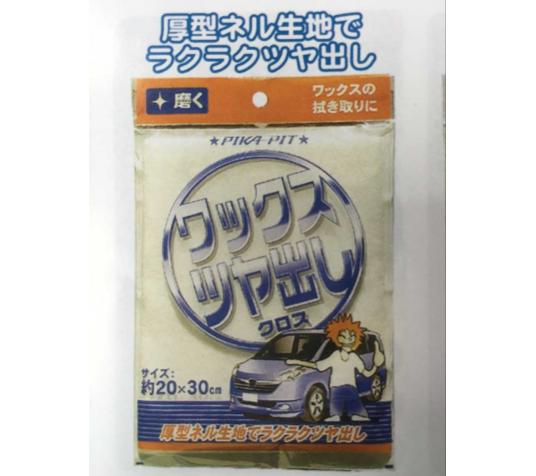 厚型ネル生地で
ラクラクツヤ出し
磨く
ワックスの
拭き取りに
★PIKA-PIT★
ワックス
ツヤ出し
クロス
サイズ:
約20×30cm
厚型ネル生地でラクラクツヤ出し